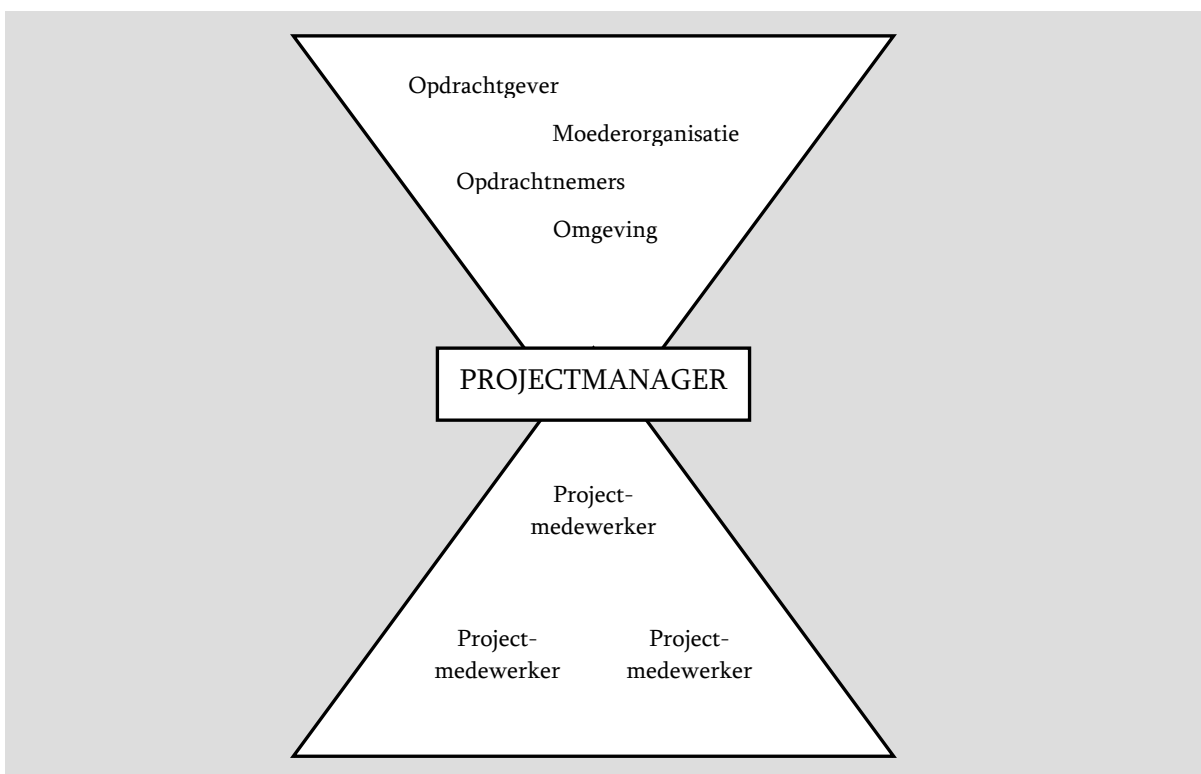 Opdrachtgever
Moederorganisatie
Opdrachtnemers
Omgeving
PROJECTMANAGER
Project-
medewerker
Project-
medewerker
Project-
medewerker